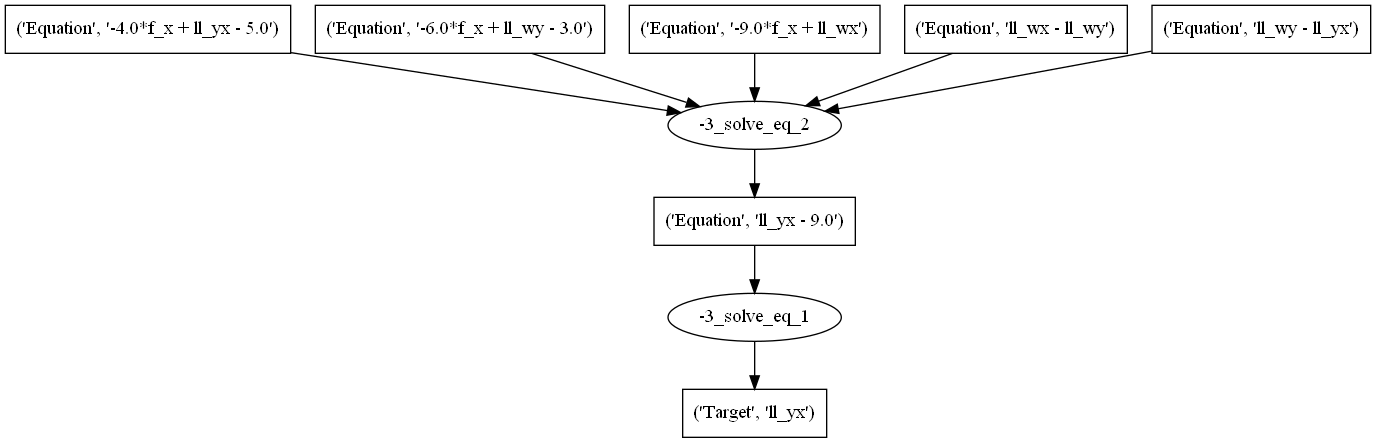 ('Equation', '-4.0*f_x + ll_yx - 5.0')
('Equation', '-6.0*f_x + ll_wy - 3.0')
('Equation', '-9.0*f_x + ll_wx')
('Equation', 'll_wx - ll_wy')
('Equation', 'll_wy - ll_yx')
-3_solve_eq_2
('Equation', 'll_yx - 9.0')
-3_solve_eq_1
('Target', 'll_yx')